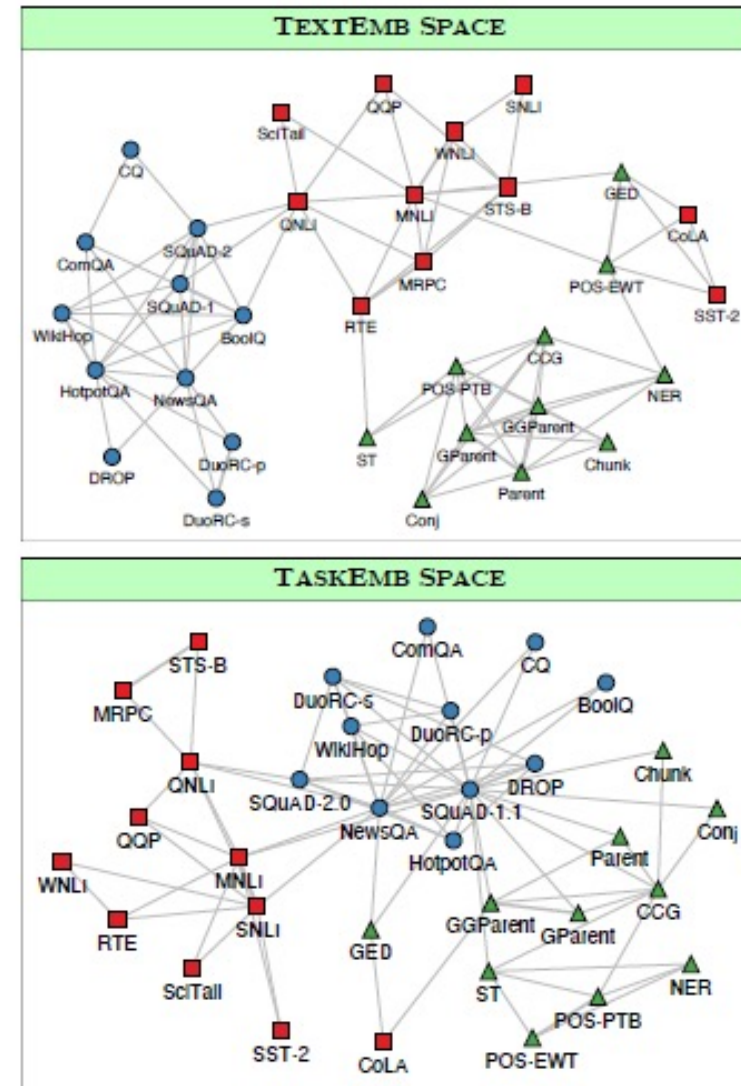 TEXTEMB SPACE
QQP
SNLI
SciTail
WNLI
CQ
GED
QNLI
MNLI
STS-B
CoLA
SQuAD-2
ComQA
MRPC
POS-EWT
SQuAD-1
SST-2
RTE
WikiHop
BoolQ
CCG
HotpotQA
NewsQA
POS-PTB
NER
GGParent
ST
GParent
Chunk
DROP
DuoRC-p
Parent
DuoRC-s
Conj
TASKEMB SPACE
ComQA
STS-B
CQ
DuoRC-s
MRPC
BoolQ
DuoRC-p
WikiHop
QNLI
DROP
Chunk
SQuAD-2.0
SQuAD-1.1
NewsQA
QQP
Conj
HotpotQA
Parent
MNLI
WNLI
CCG
GGParent
GParent
SNLI
RTE
GED
SciTail
ST
NER
POS-PTB
SST-2
CoLA
POS-EWT